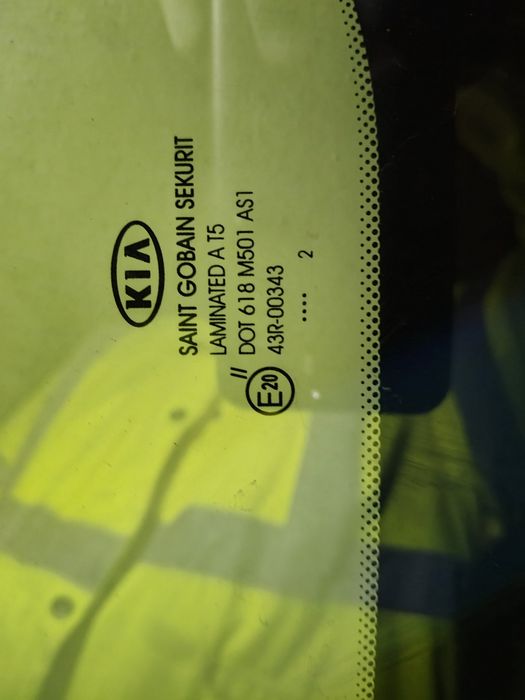 KIA
SAINT GOBAIN SEKURIT
LAMINATED A T5
DOT 618 M501 AS1
E20 // 43R-00343
.... 2